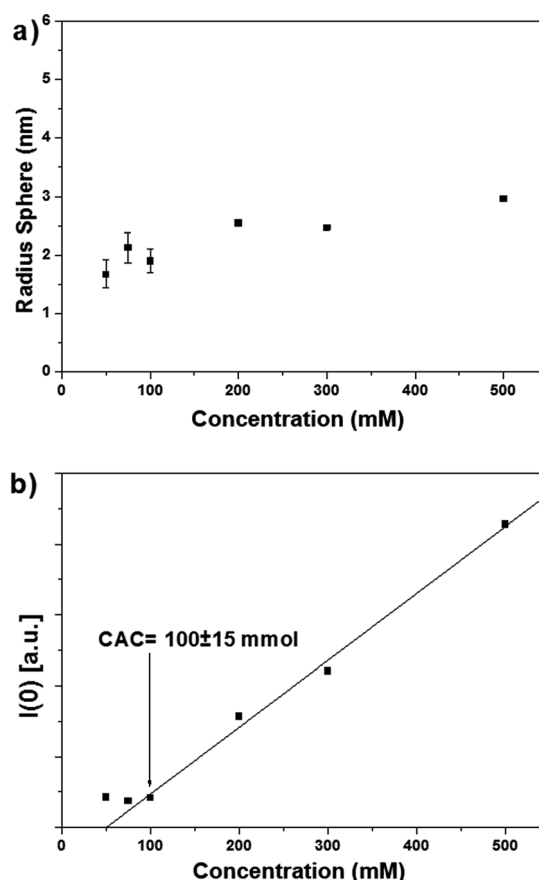 a)
6
5
4
3
2
1
0
Radius Sphere (nm)
0 100 200 300 400 500
Concentration (mM)
b)
I(0) [a.u.]
CAC= 100±15 mmol
0 100 200 300 400 500
Concentration (mM)